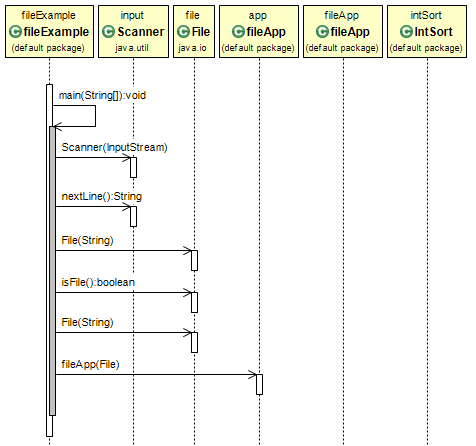 fileExample input file app fileApp intSort
C fileExample C Scanner C File C fileApp C fileApp C IntSort
(default package) java.util java.io (default package) (default package) (default package)
main(String[]):void
Scanner(InputStream)
nextLine():String
File(String)
isFile():boolean
File(String)
fileApp(File)